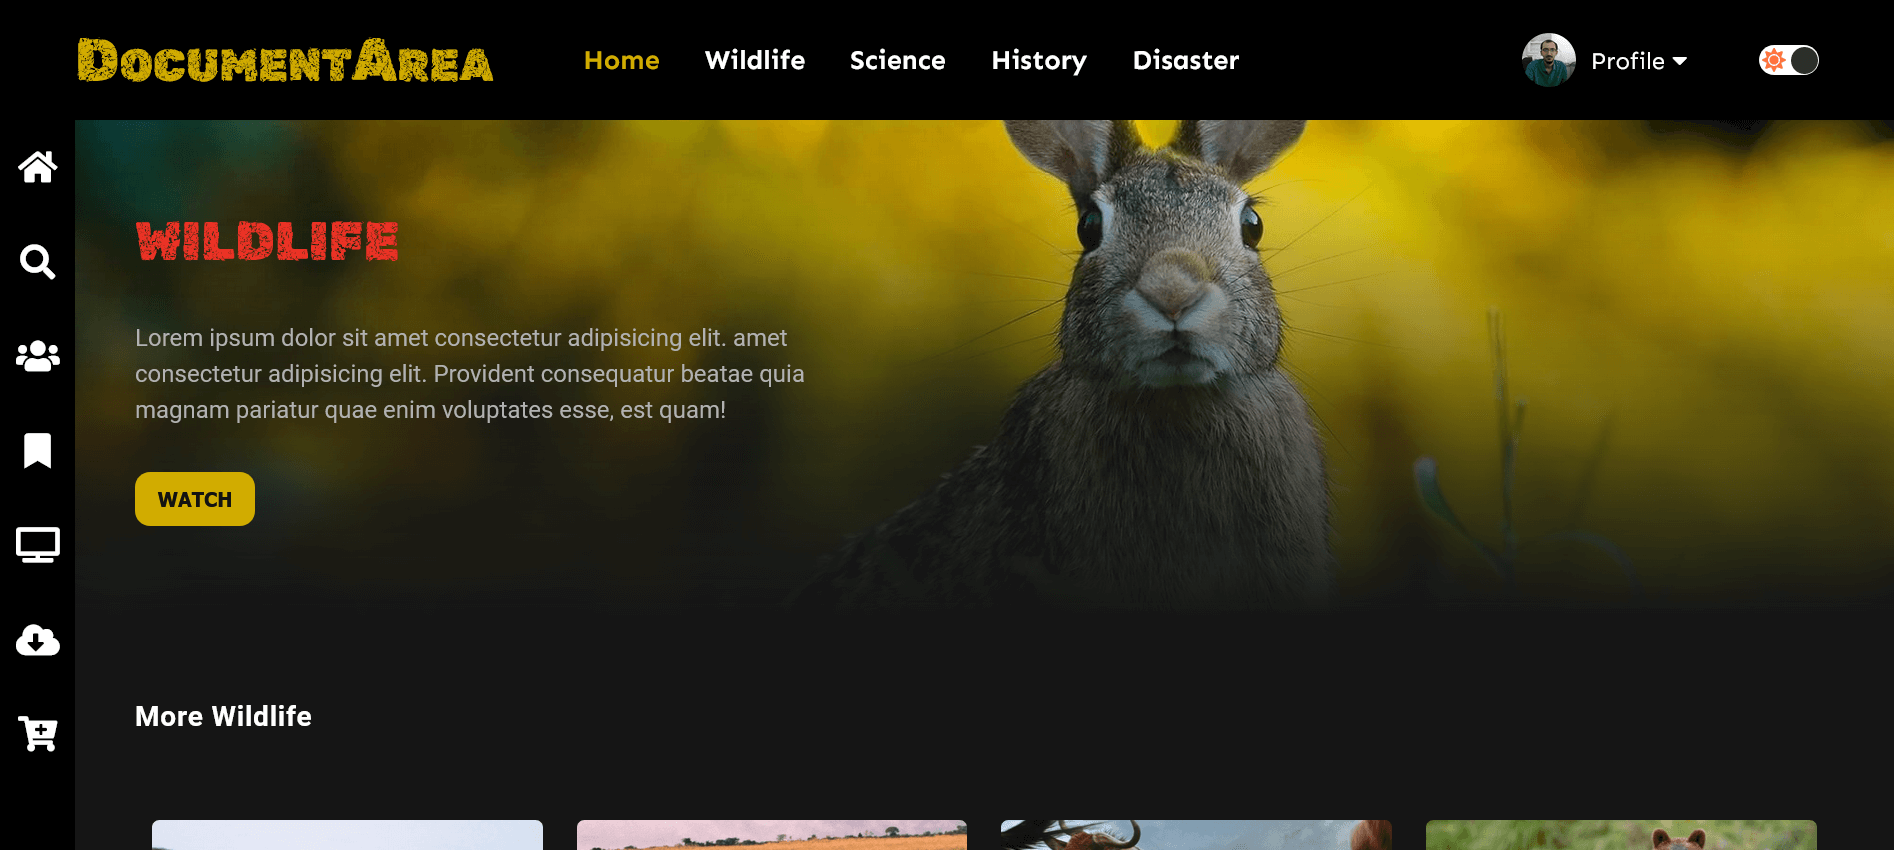 DocumentArea
Home Wildlife Science History Disaster
Profile
WILDLIFE
Lorem ipsum dolor sit amet consectetur adipisicing elit. amet
consectetur adipisicing elit. Provident consequatur beatae quia
magnam pariatur quae enim voluptates esse, est quam!
WATCH
More Wildlife